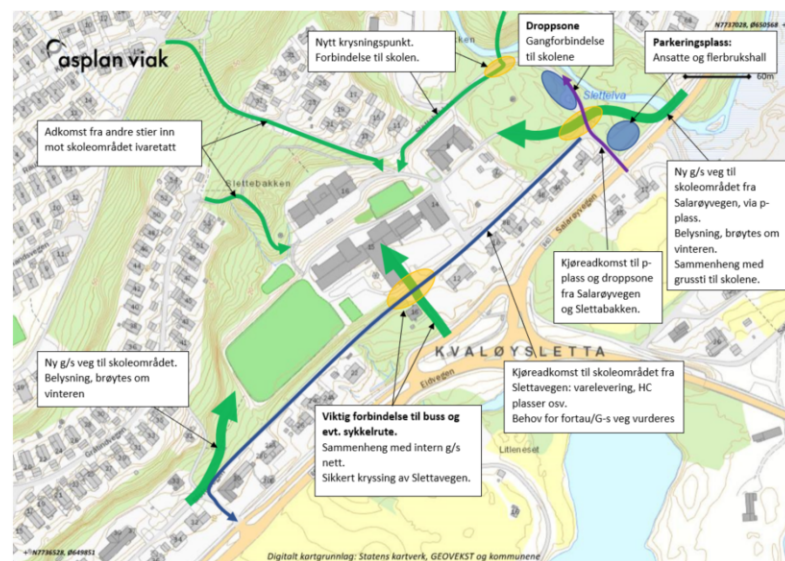 N7737028, Ø650568
asplan viak
Nytt krysningspunkt.
Forbindelse til skolen.
Droppsone
Gangforbindelse
til skolene
Parkeringsplass:
Ansatte og flerbrukshall
60m
Slettelva
Adkomst fra andre stier inn
mot skoleområdet ivaretatt
Slettebakken
Salarøyvegen
Ny g/s veg til
skoleområdet fra
Salarøyvegen, via p-
plass.
Belysning, brøytes om
vinteren.
Sammenheng med
grussti til skolene.
Kjøreadkomst til p-
plass og droppsone
fra Salarøyvegen
og Slettabakken.
KVALØYSLETTA
Eidvegen
Ny g/s veg til skoleområdet.
Belysning, brøytes om
vinteren
Kjøreadkomst til skoleområdet fra
Slettavegen: varelevering, HC
plasser osv.
Behov for fortau/G-s veg vurderes
Viktig forbindelse til buss og
evt. sykkelrute.
Sammenheng med intern g/s
nett.
Sikkert kryssing av Slettavegen.
Litleneset
N7736528, Ø649851
Digitalt kartgrunnlag: Statens kartverk, GEOVEKST og kommunene